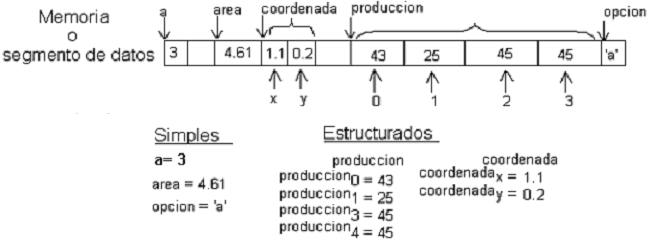 Memoria
o
segmento de datos
a area coordenada produccion opcion
3 4.61 1.1 0.2 43 25 45 45 'a'
x y 0 1 2 3
Simples Estructurados
a= 3
area = 4.61
opcion = 'a'
produccion
produccion0 = 43
produccion1 = 25
produccion3 = 45
produccion4 = 45
coordenada
coordenadax = 1.1
coordenaday = 0.2